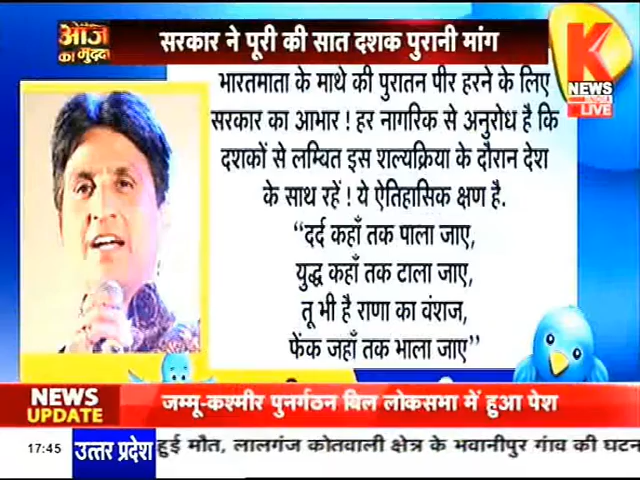 आज का मुद्दा
सरकार ने पूरी की सात दशक पुरानी मांग
K NEWS
LIVE
भारतमाता के माथे की पुरातन पीर हरने के लिए
सरकार का आभार ! हर नागरिक से अनुरोध है कि
दशकों से लम्बित इस शल्यक्रिया के दौरान देश
के साथ रहें ! ये ऐतिहासिक क्षण है.
“दर्द कहाँ तक पाला जाए,
युद्ध कहाँ तक टाला जाए,
तू भी है राणा का वंशज,
फेंक जहाँ तक भाला जाए”
NEWS UPDATE
जम्मू-कश्मीर पुनर्गठन बिल लोकसभा में हुआ पेश
17:45 उत्तर प्रदेश हुई मौत, लालगंज कोतवाली क्षेत्र के भवानीपुर गांव की घटन